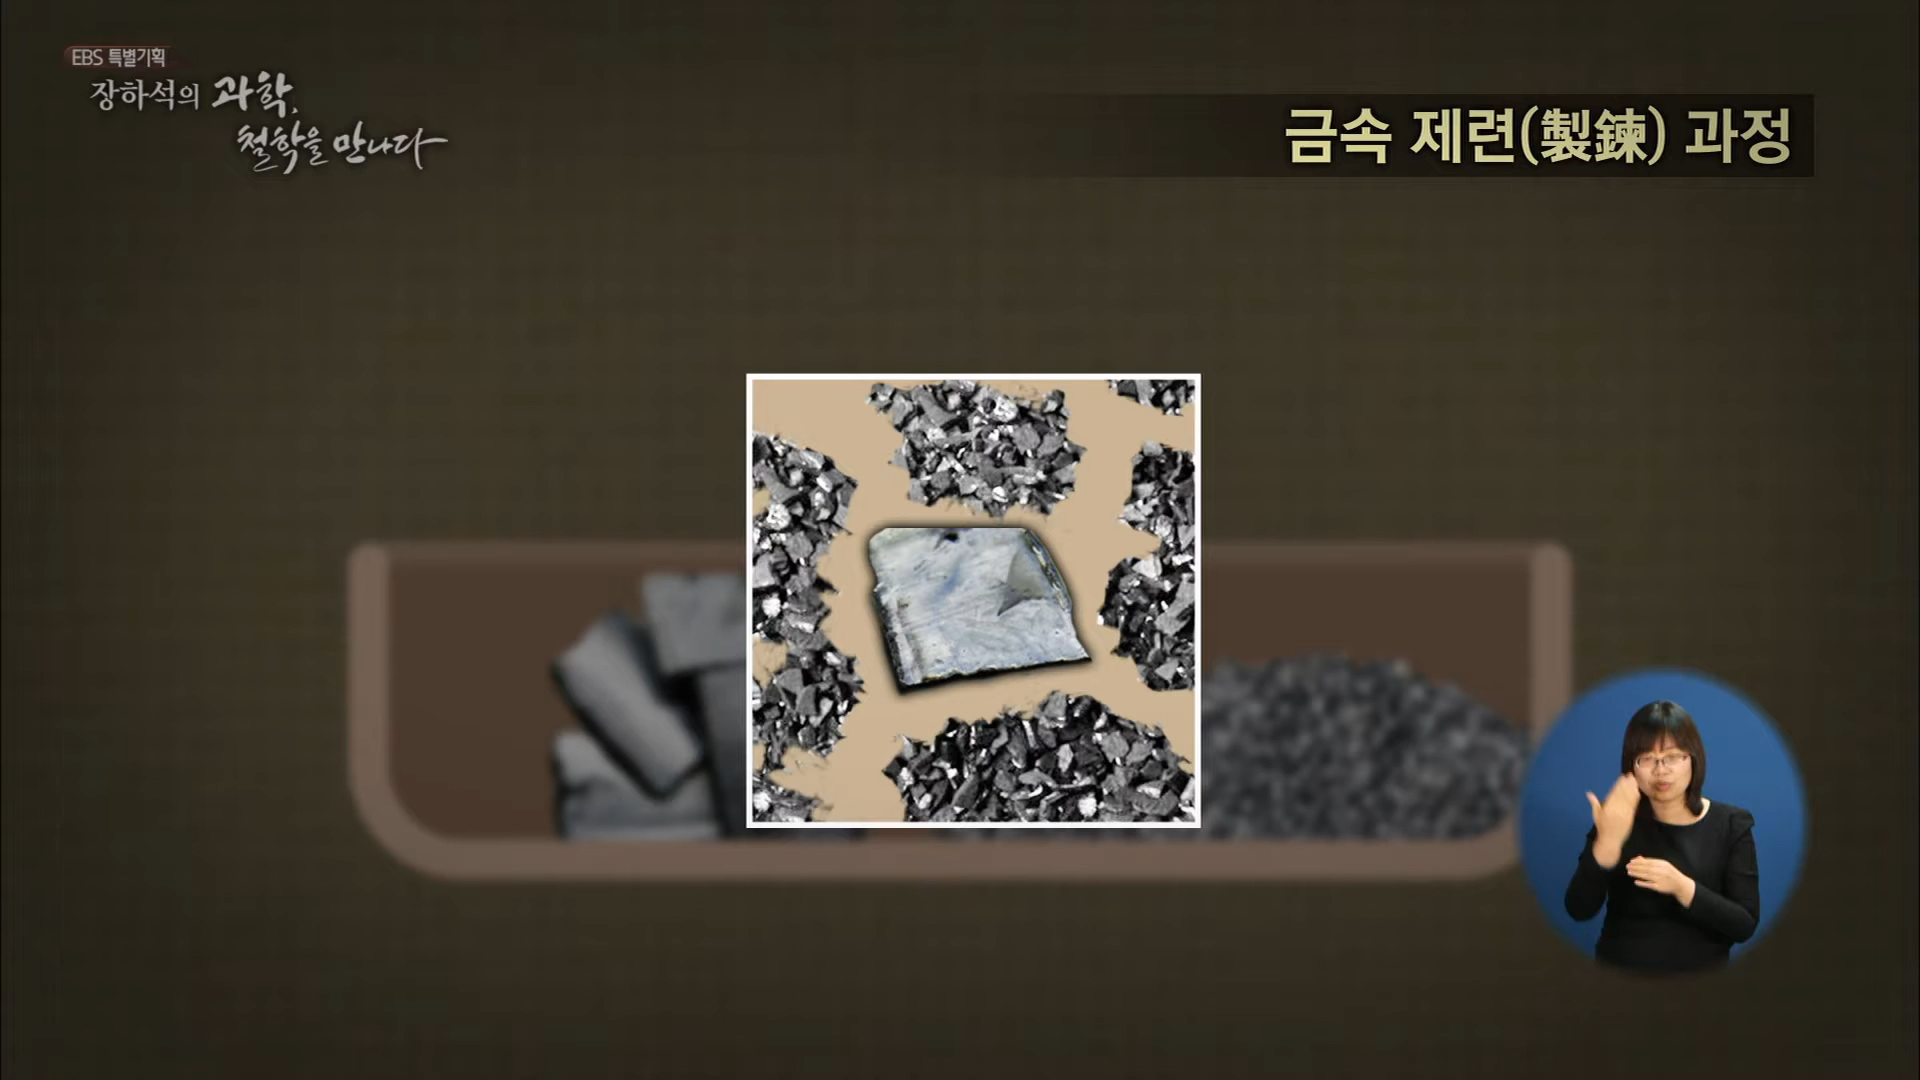 EBS 특별기획
장하석의 과학,
철학을 만나다
금속 제련(製鍊) 과정